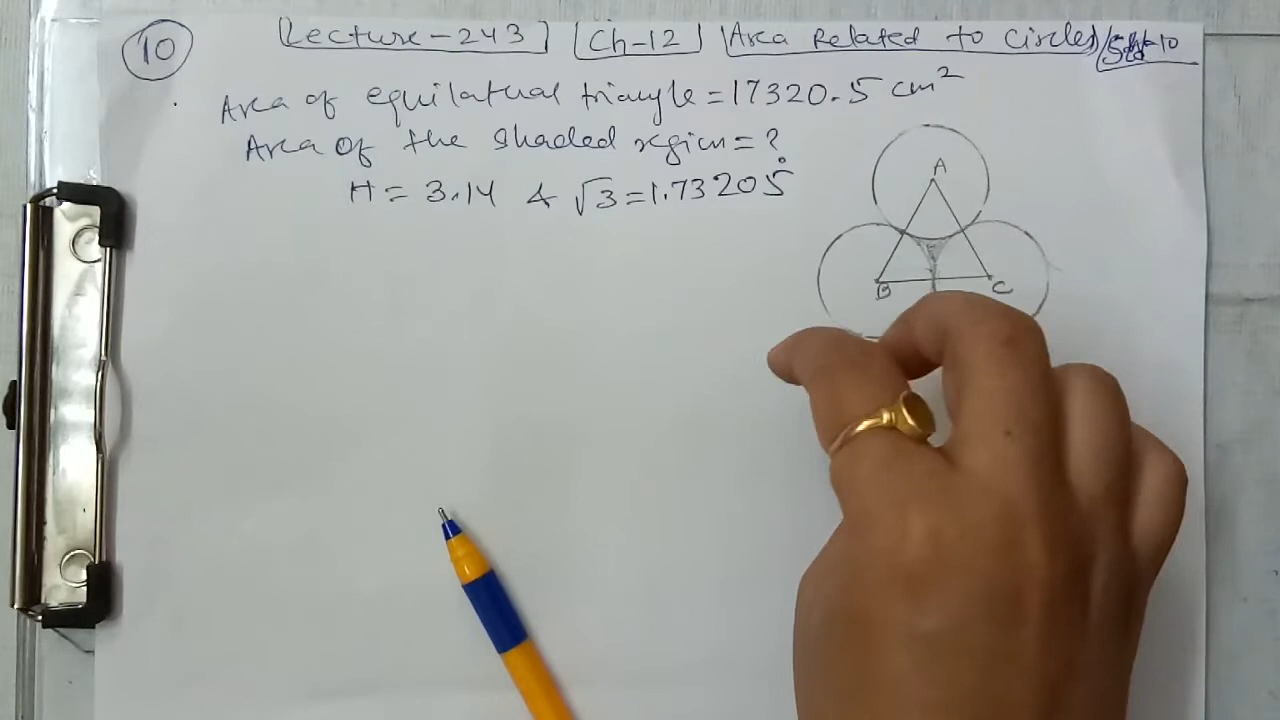 10
Lecture-243 Ch-12 Area Related to Circles
Area of equilatual triangle = 17320.5 cm²
Area Of the shaded region = ?
π = 3.14 & √3 = 1.73205
A
B
C